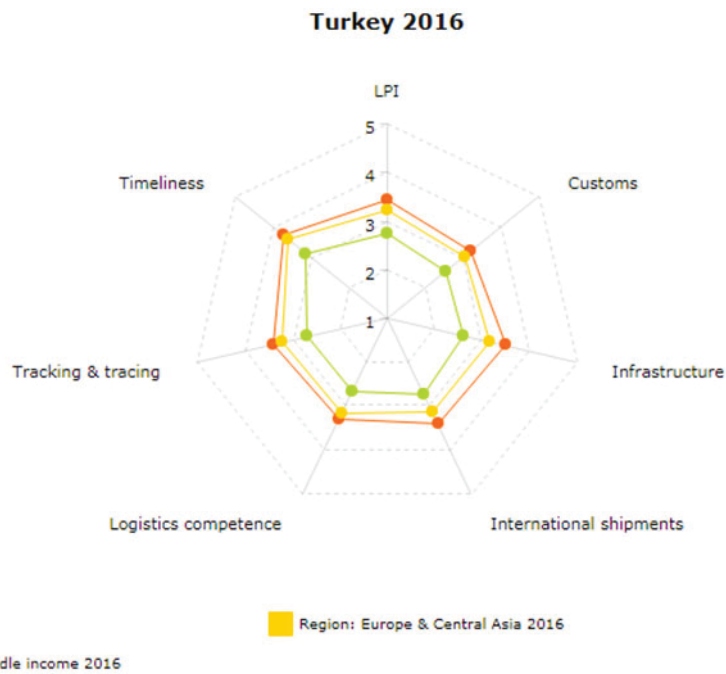 Turkey 2016
LPI
5
Timeliness
Customs
4
3
2
1
Tracking & tracing
Infrastructure
Logistics competence
International shipments
Region: Europe & Central Asia 2016
dle income 2016